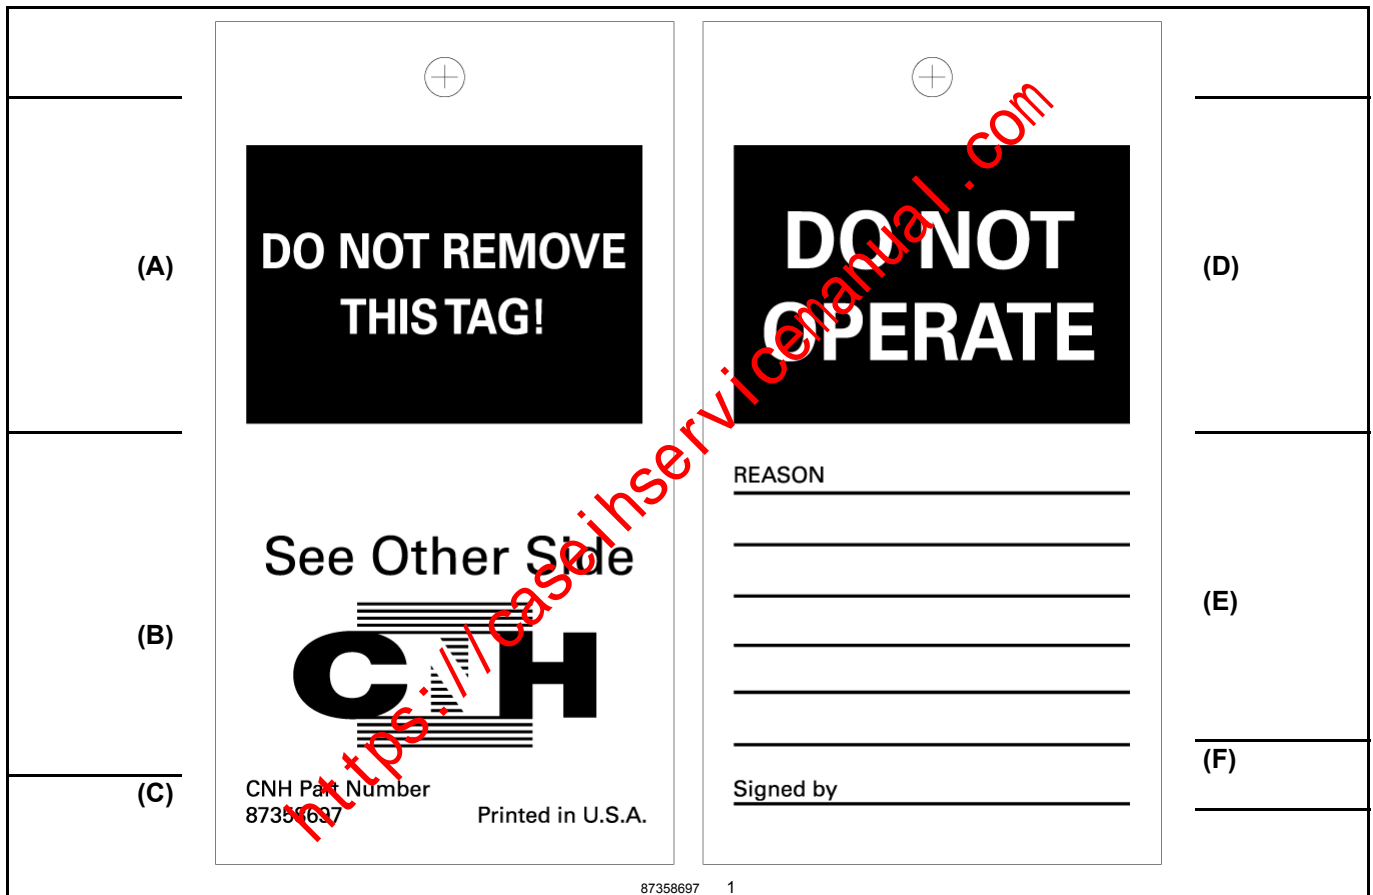 (A)
DO NOT REMOVE
THIS TAG!
(B)
See Other Side
CNH
(C)
CNH Part Number
87358697
Printed in U.S.A.
(D)
DO NOT
OPERATE
(E)
REASON
(F)
Signed by
https://caseihservicemanual.com
87358697 1